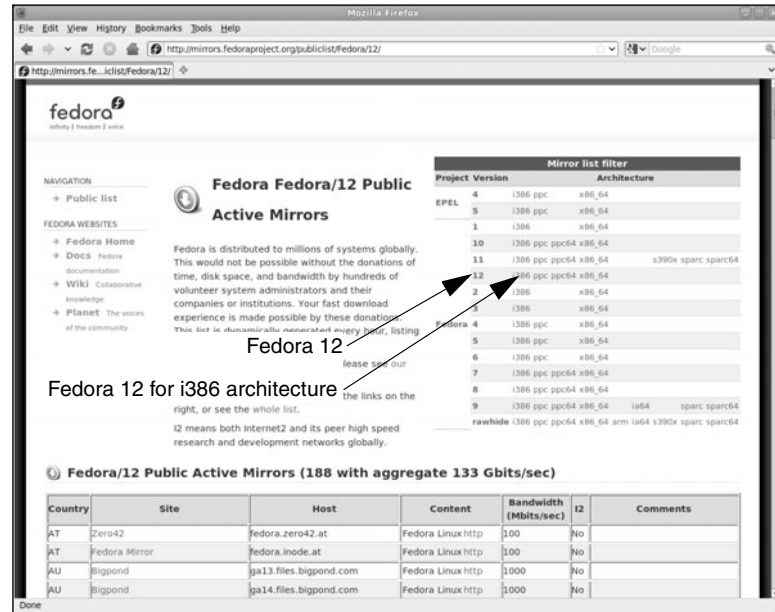 Mozilla Firefox
File Edit View History Bookmarks Tools Help
http://mirrors.fedoraproject.org/publiclist/Fedora/12/
Google
http://mirrors.fe...iclist/Fedora/12/
fedora
infinity | freedom | voice
NAVIGATION
Public list
FEDORA WEBSITES
Fedora Home
Docs Fedora
documentation
Wiki Collaborative
knowledge
Planet The voices
of the community
Fedora Fedora/12 Public
Active Mirrors
Fedora is distributed to millions of systems globally.
This would not be possible without the donations of
time, disk space, and bandwidth by hundreds of
volunteer system administrators and their
companies or institutions. Your fast download
experience is made possible by these donations.
This list is dynamically generated every hour, listing
lease see our
the links on the
right, or see the whole list.
I2 means both Internet2 and its peer high speed
research and development networks globally.
Fedora 12
Fedora 12 for i386 architecture
Mirror list filter
Project Version Architecture
EPEL
4 i386 ppc x86_64
5 i386 ppc x86_64
1 i386 x86_64
10 i386 ppc ppc64 x86_64
11 i386 ppc ppc64 x86_64 s390x sparc sparc64
12 i386 ppc ppc64 x86_64
2 i386 x86_64
3 i386 x86_64
Fedora 4 i386 ppc x86_64
5 i386 ppc x86_64
6 i386 ppc x86_64
7 i386 ppc ppc64 x86_64
8 i386 ppc ppc64 x86_64
9 i386 ppc ppc64 x86_64 ia64 sparc sparc64
rawhide i386 ppc ppc64 x86_64 arm ia64 s390x sparc sparc64
Fedora/12 Public Active Mirrors (188 with aggregate 133 Gbits/sec)
Country Site Host Content Bandwidth (Mbits/sec) I2 Comments
AT Zero42 fedora.zero42.at Fedora Linux http 100 No
AT Fedora Mirror fedora.inode.at Fedora Linux http 100 No
AU Bigpond ga13.files.bigpond.com Fedora Linux http 1000 No
AU Bigpond ga14.files.bigpond.com Fedora Linux http 1000 No
Done